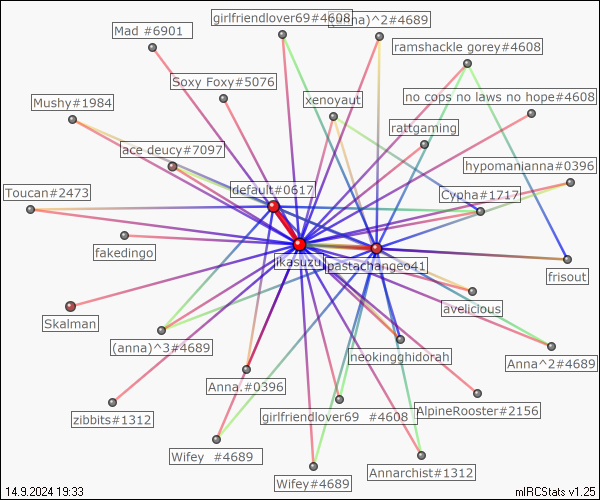 girlfriendlover69#4608
(anna)^2#4689
Mad #6901
ramshackle gorey#4608
Soxy Foxy#5076
no cops no laws no hope#4608
Mushy#1984
xenoyaut
rattgaming
ace deucy#7097
hypomanianna#0396
Toucan#2473
default#0617
Cypha#1717
fakedingo
ikasuzu
pastachangeo41
frisout
avelicious
Skalman
(anna)^3#4689
neokingghidorah
Anna^2#4689
Anna.#0396
girlfriendlover69 #4608
AlpineRooster#2156
zibbits#1312
Wifey #4689
Annarchist#1312
Wifey#4689
14.9.2024 19:33
mIRCStats v1.25